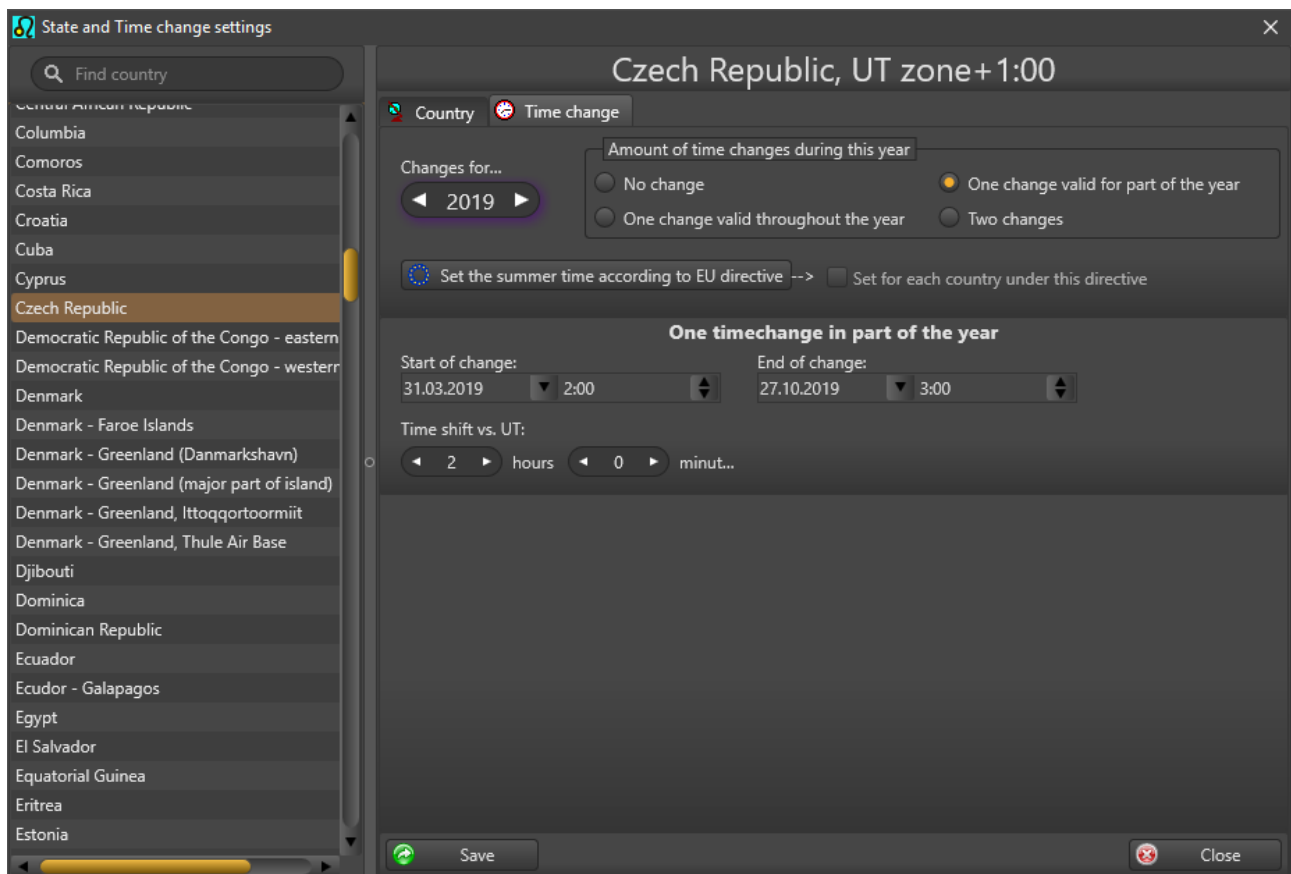 State and Time change settings
Find country
Central African Republic
Columbia
Comoros
Costa Rica
Croatia
Cuba
Cyprus
Czech Republic
Democratic Republic of the Congo - eastern
Democratic Republic of the Congo - western
Denmark
Denmark - Faroe Islands
Denmark - Greenland (Danmarkshavn)
Denmark - Greenland (major part of island)
Denmark - Greenland, Ittoqqortoormiit
Denmark - Greenland, Thule Air Base
Djibouti
Dominica
Dominican Republic
Ecuador
Ecudor - Galapagos
Egypt
El Salvador
Equatorial Guinea
Eritrea
Estonia
Czech Republic, UT zone+1:00
Country Time change
Changes for...
2019
Amount of time changes during this year
No change One change valid for part of the year
One change valid throughout the year Two changes
Set the summer time according to EU directive --> Set for each country under this directive
One timechange in part of the year
Start of change: End of change:
31.03.2019 2:00 27.10.2019 3:00
Time shift vs. UT:
2 hours 0 minut...
Save Close